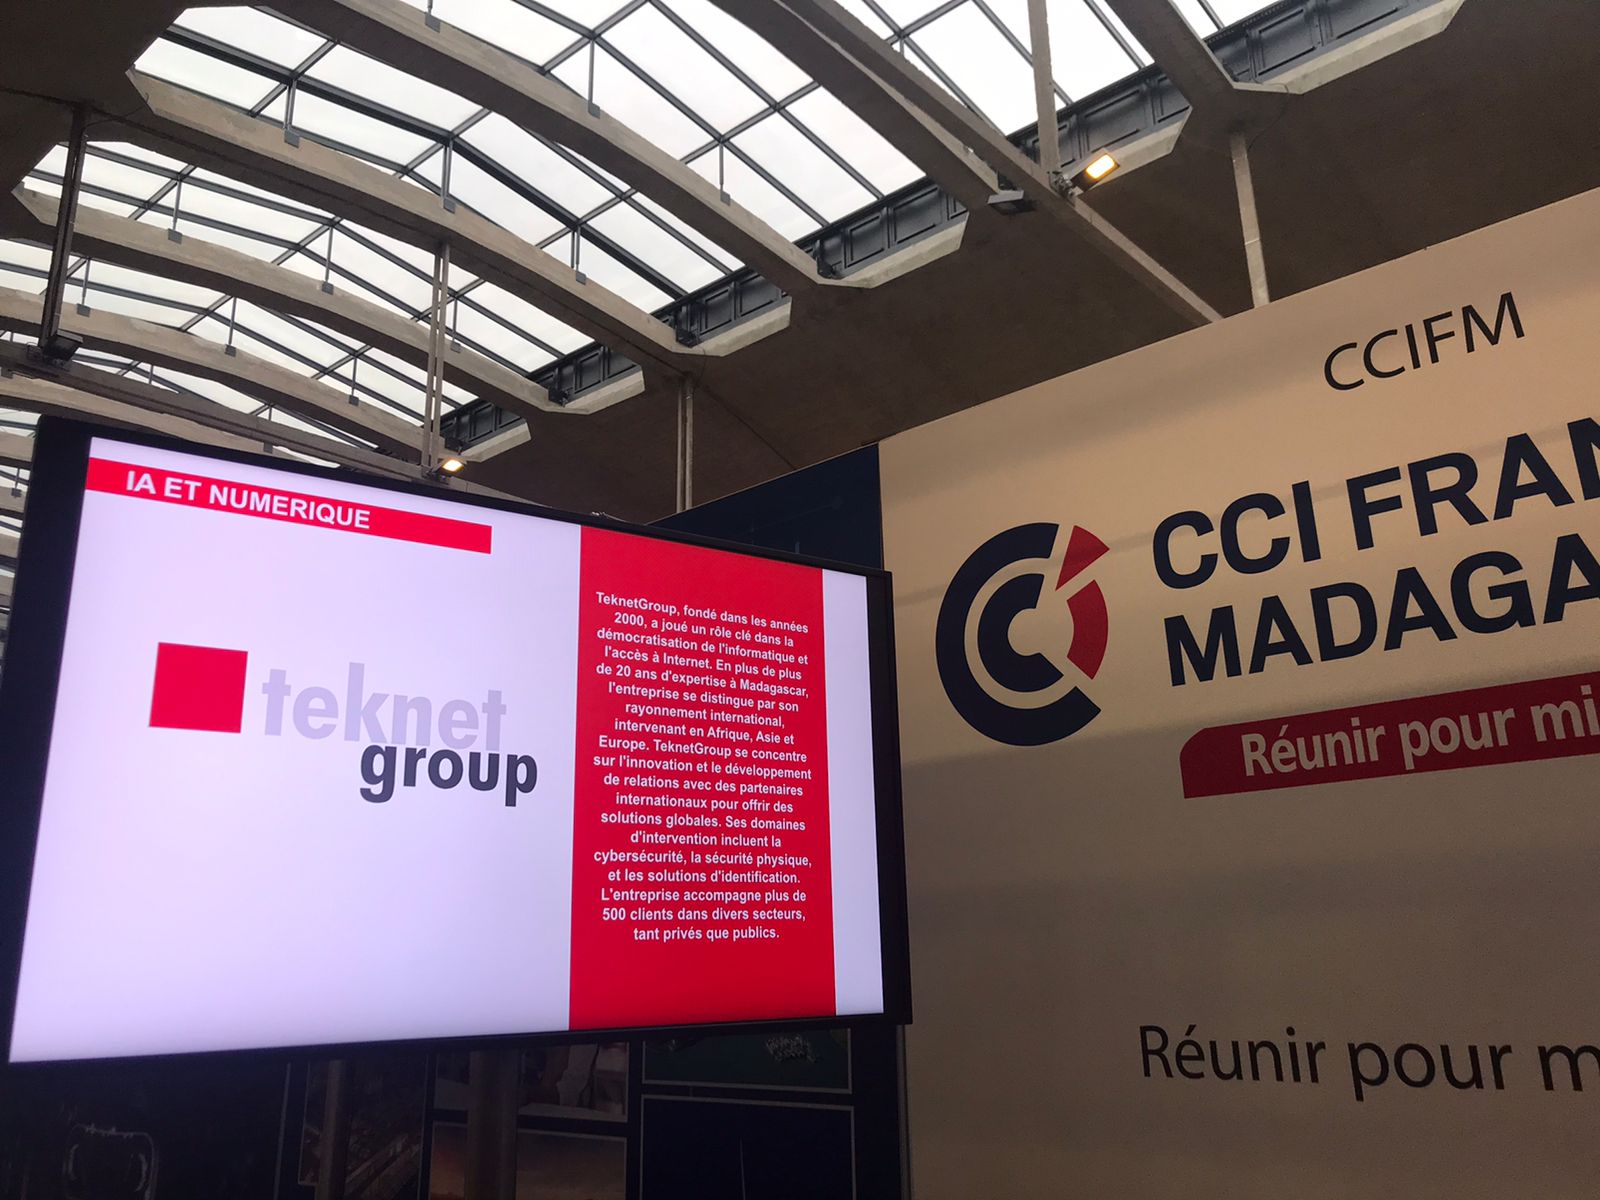 IA ET NUMERIQUE
teknet
group
TeknetGroup, fondé dans les années
2000, a joué un rôle clé dans la
démocratisation de l'informatique et
l'accès à Internet. En plus de plus
de 20 ans d'expertise à Madagascar,
l'entreprise se distingue par son
rayonnement international,
intervenant en Afrique, Asie et
Europe. TeknetGroup se concentre
sur l'innovation et le développement
de relations avec des partenaires
internationaux pour offrir des
solutions globales. Ses domaines
d'intervention incluent la
cybersécurité, la sécurité physique,
et les solutions d'identification.
L'entreprise accompagne plus de
500 clients dans divers secteurs,
tant privés que publics.
CCIFM
CCI FRAN
MADAGA
Réunir pour mi
Réunir pour m